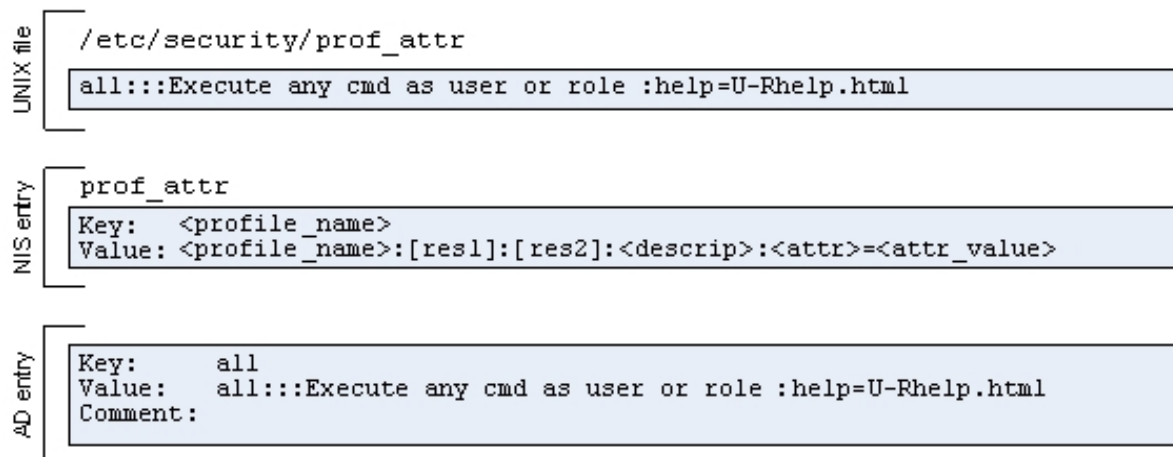 UNIX file
/etc/security/prof_attr
all:::Execute any cmd as user or role :help=U-Rhelp.html
NIS entry
prof_attr
Key: <profile_name>
Value: <profile_name>:[res1]:[res2]:<descrip>:<attr>=<attr_value>
AD entry
Key: all
Value: all:::Execute any cmd as user or role :help=U-Rhelp.html
Comment: